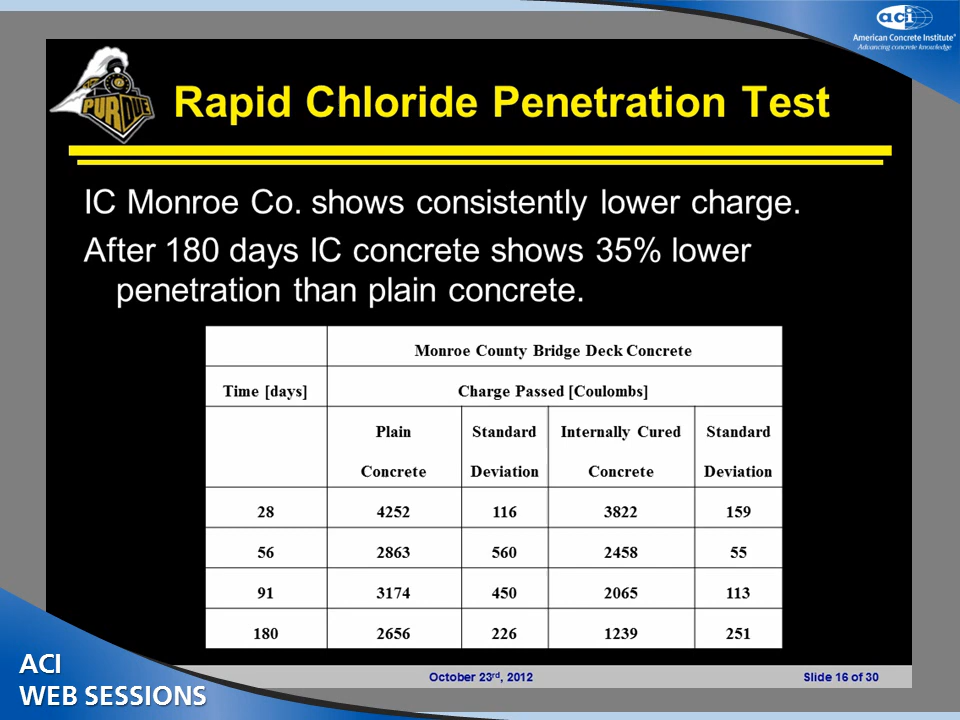 aci
American Concrete Institute®
Advancing concrete knowledge
PURDUE
Rapid Chloride Penetration Test
IC Monroe Co. shows consistently lower charge.
After 180 days IC concrete shows 35% lower
penetration than plain concrete.
Monroe County Bridge Deck Concrete
Time [days] Charge Passed [Coulombs]
Plain Standard Internally Cured Standard
Concrete Deviation Concrete Deviation
28 4252 116 3822 159
56 2863 560 2458 55
91 3174 450 2065 113
180 2656 226 1239 251
ACI
WEB SESSIONS
October 23rd, 2012 Slide 16 of 30